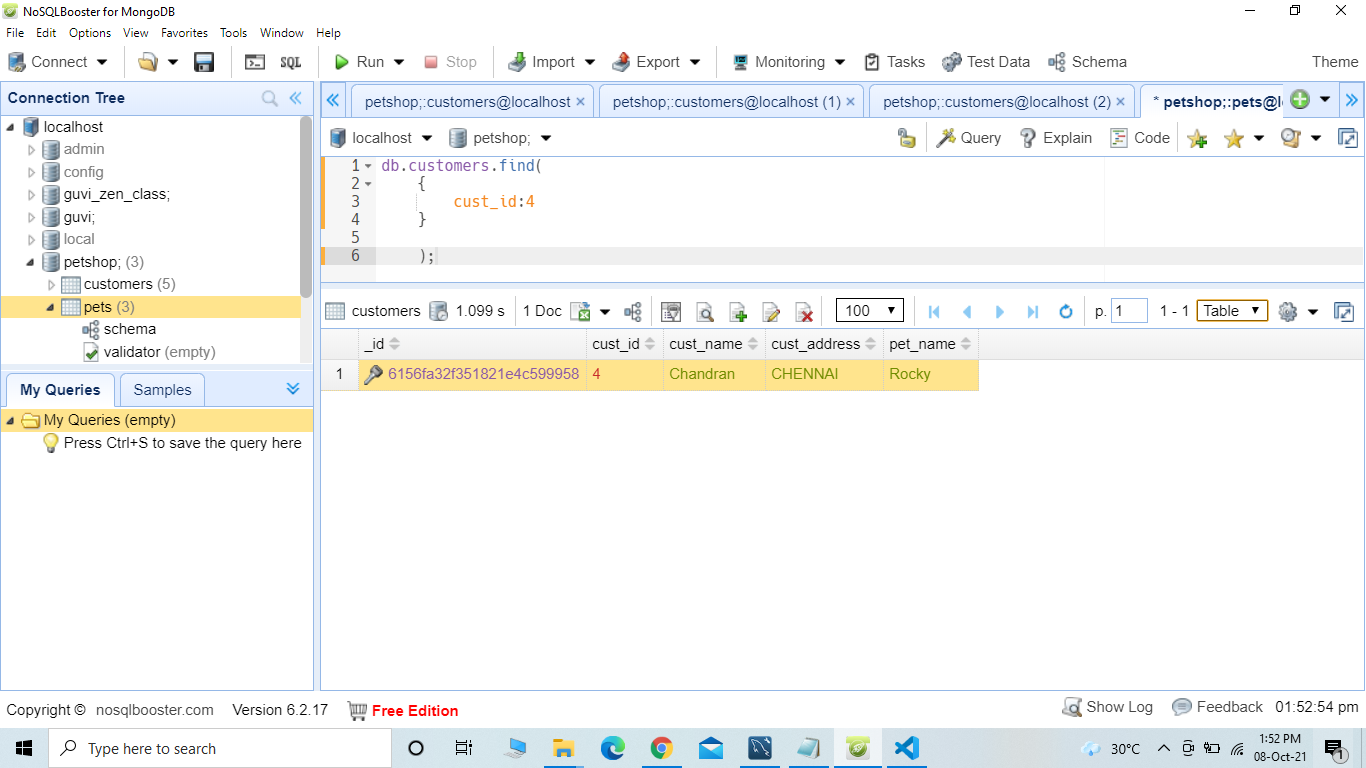 NoSQLBooster for MongoDB
File Edit Options View Favorites Tools Window Help
Connect SQL Run Stop Import Export Monitoring Tasks Test Data Schema Theme
Connection Tree
localhost
admin
config
guvi_zen_class;
guvi;
local
petshop; (3)
customers (5)
pets (3)
schema
validator (empty)
My Queries Samples
My Queries (empty)
Press Ctrl+S to save the query here
petshop;:customers@localhost petshop;:customers@localhost (1) petshop;:customers@localhost (2) * petshop;:pets@l
localhost petshop; Query Explain Code
1 db.customers.find(
2 {
3 cust_id:4
4 }
5
6 );
customers 1.099 s 1 Doc 100 p. 1 1 - 1 Table
_id cust_id cust_name cust_address pet_name
1 6156fa32f351821e4c599958 4 Chandran CHENNAI Rocky
Copyright © nosqlbooster.com Version 6.2.17 Free Edition Show Log Feedback 01:52:54 pm
Type here to search 30°C 1:52 PM
08-Oct-21 1